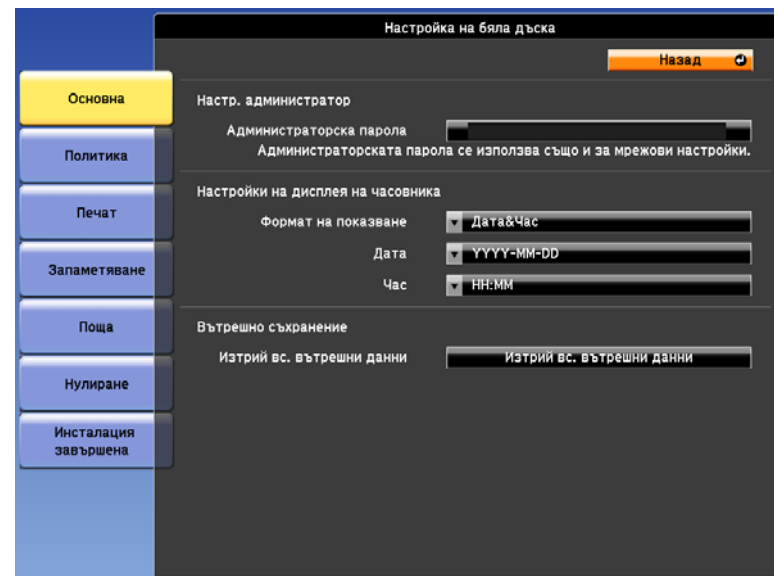 Настройка на бяла дъска
Назад
Основна
Политика
Печат
Запаметяване
Поща
Нулиране
Инсталация
завършена
Настр. администратор
Администраторска парола
Администраторската парола се използва също и за мрежови настройки.
Настройки на дисплея на часовника
Формат на показване Дата&Час
Дата YYYY-MM-DD
Час HH:MM
Вътрешно съхранение
Изтрий вс. вътрешни данни Изтрий вс. вътрешни данни